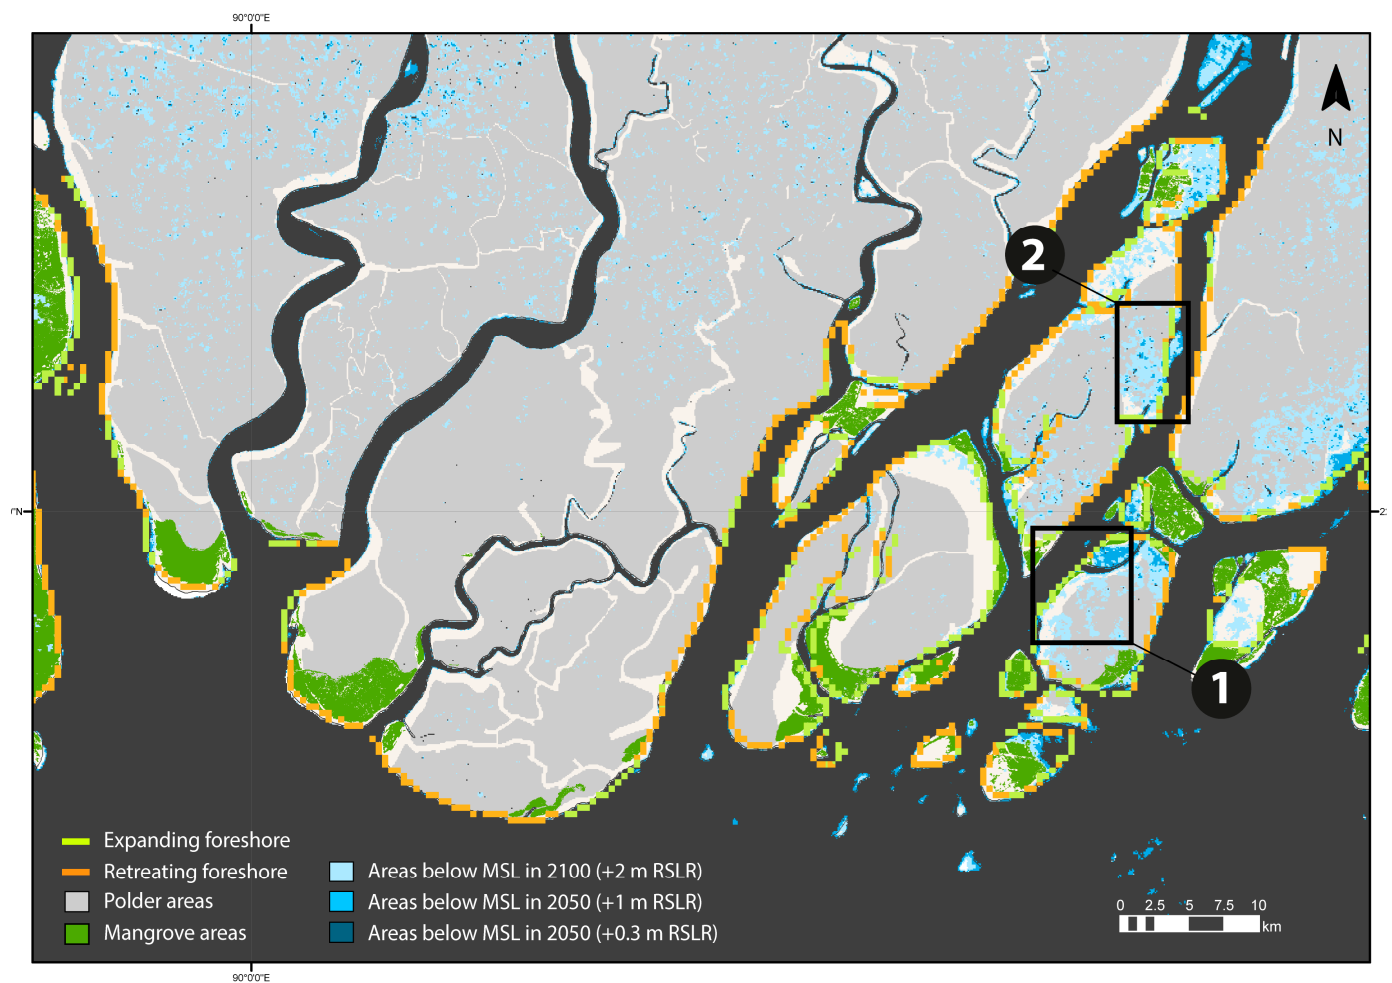 90°0'0"E
N
2
"N
2
1
Expanding foreshore
Retreating foreshore
Polder areas
Mangrove areas
Areas below MSL in 2100 (+2 m RSLR)
Areas below MSL in 2050 (+1 m RSLR)
Areas below MSL in 2050 (+0.3 m RSLR)
0 2.5 5 7.5 10
km
90°0'0"E